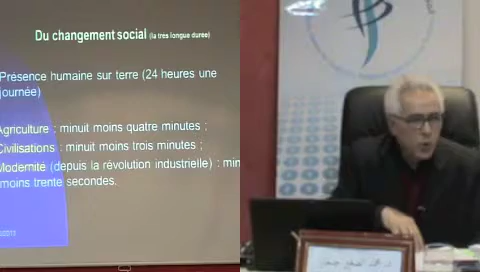 Du changement social (la très longue durée)
Présence humaine sur terre (24 heures une
journée)
Agriculture : minuit moins quatre minutes ;
Civilisations : minuit moins trois minutes ;
Modernité (depuis la révolution industrielle) :
moins trente secondes.